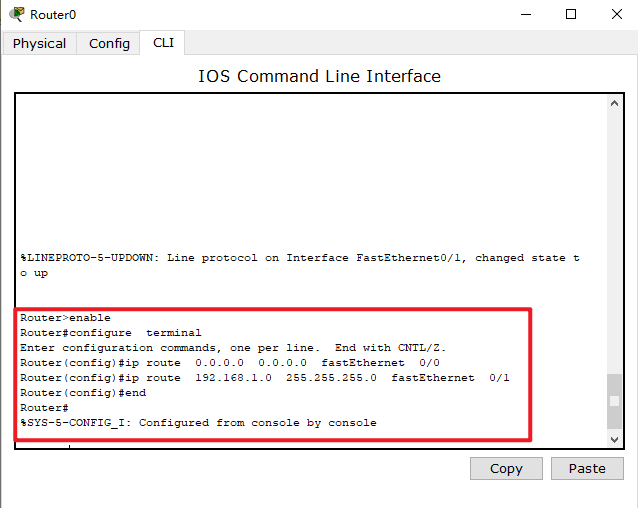 Router0
Physical Config CLI
IOS Command Line Interface
%LINEPROTO-5-UPDOWN: Line protocol on Interface FastEthernet0/1, changed state t
o up
Router>enable
Router#configure  terminal
Enter configuration commands, one per line.  End with CNTL/Z.
Router(config)#ip route  0.0.0.0  0.0.0.0  fastEthernet  0/0
Router(config)#ip route  192.168.1.0  255.255.255.0  fastEthernet  0/1
Router(config)#end
Router#
%SYS-5-CONFIG_I: Configured from console by console
Copy Paste